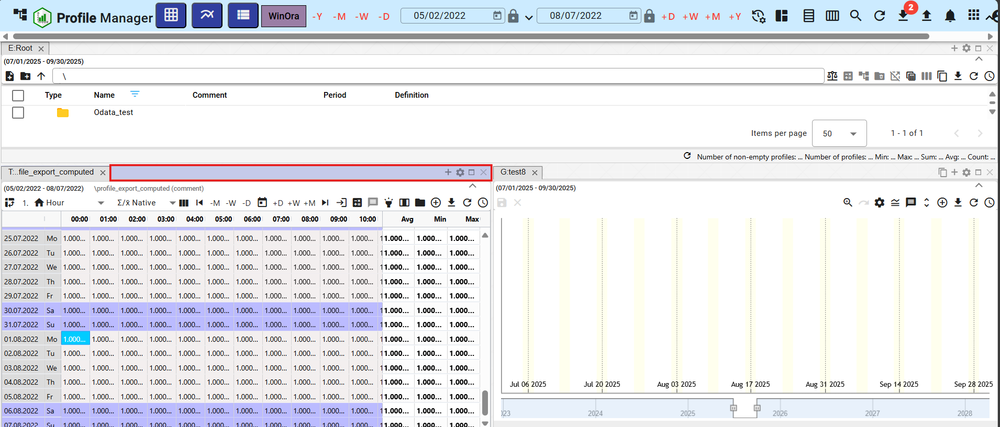 Profile Manager WinOra -Y -M -W -D 05/02/2022 08/07/2022 +D +W +M +Y 2
E:Root
(07/01/2025 - 09/30/2025)
\
Type Name Comment Period Definition
Odata_test
Items per page 50 1 - 1 of 1
Number of non-empty profiles: ... Number of profiles: ... Min: ... Max: ... Sum: ... Avg: ... Count: ...
T:..file_export_computed
(05/02/2022 - 08/07/2022) \profile_export_computed (comment)
1. Hour Σ/x̄ Native -M -W -D +D +W +M
00:00 01:00 02:00 03:00 04:00 05:00 06:00 07:00 08:00 09:00 10:00 Avg Min Max
25.07.2022 Mo 1.000... 1.000... 1.000... 1.000... 1.000... 1.000... 1.000... 1.000... 1.000... 1.000... 1.000... 1 1.000... 1.000... 1.000...
26.07.2022 Tu 1.000... 1.000... 1.000... 1.000... 1.000... 1.000... 1.000... 1.000... 1.000... 1.000... 1.000... 1 1.000... 1.000... 1.000...
27.07.2022 We 1.000... 1.000... 1.000... 1.000... 1.000... 1.000... 1.000... 1.000... 1.000... 1.000... 1.000... 1 1.000... 1.000... 1.000...
28.07.2022 Th 1.000... 1.000... 1.000... 1.000... 1.000... 1.000... 1.000... 1.000... 1.000... 1.000... 1.000... 1 1.000... 1.000... 1.000...
29.07.2022 Fr 1.000... 1.000... 1.000... 1.000... 1.000... 1.000... 1.000... 1.000... 1.000... 1.000... 1.000... 1 1.000... 1.000... 1.000...
30.07.2022 Sa 1.000... 1.000... 1.000... 1.000... 1.000... 1.000... 1.000... 1.000... 1.000... 1.000... 1.000... 1 1.000... 1.000... 1.000...
31.07.2022 Su 1.000... 1.000... 1.000... 1.000... 1.000... 1.000... 1.000... 1.000... 1.000... 1.000... 1.000... 1 1.000... 1.000... 1.000...
01.08.2022 Mo 1.000... 1.000... 1.000... 1.000... 1.000... 1.000... 1.000... 1.000... 1.000... 1.000... 1.000... 1 1.000... 1.000... 1.000...
02.08.2022 Tu 1.000... 1.000... 1.000... 1.000... 1.000... 1.000... 1.000... 1.000... 1.000... 1.000... 1.000... 1 1.000... 1.000... 1.000...
03.08.2022 We 1.000... 1.000... 1.000... 1.000... 1.000... 1.000... 1.000... 1.000... 1.000... 1.000... 1.000... 1 1.000... 1.000... 1.000...
04.08.2022 Th 1.000... 1.000... 1.000... 1.000... 1.000... 1.000... 1.000... 1.000... 1.000... 1.000... 1.000... 1 1.000... 1.000... 1.000...
05.08.2022 Fr 1.000... 1.000... 1.000... 1.000... 1.000... 1.000... 1.000... 1.000... 1.000... 1.000... 1.000... 1 1.000... 1.000... 1.000...
06.08.2022 Sa 1.000... 1.000... 1.000... 1.000... 1.000... 1.000... 1.000... 1.000... 1.000... 1.000... 1.000... 1 1.000... 1.000... 1.000...
07.08.2022 Su 1.000... 1.000... 1.000... 1.000... 1.000... 1.000... 1.000... 1.000... 1.000... 1.000... 1.000... 1 1.000... 1.000... 1.000...
G:test8
(07/01/2025 - 09/30/2025)
Jul 06 2025 Jul 20 2025 Aug 03 2025 Aug 17 2025 Aug 31 2025 Sep 14 2025 Sep 28 2025
023 2024 2025 2026 2027 2028